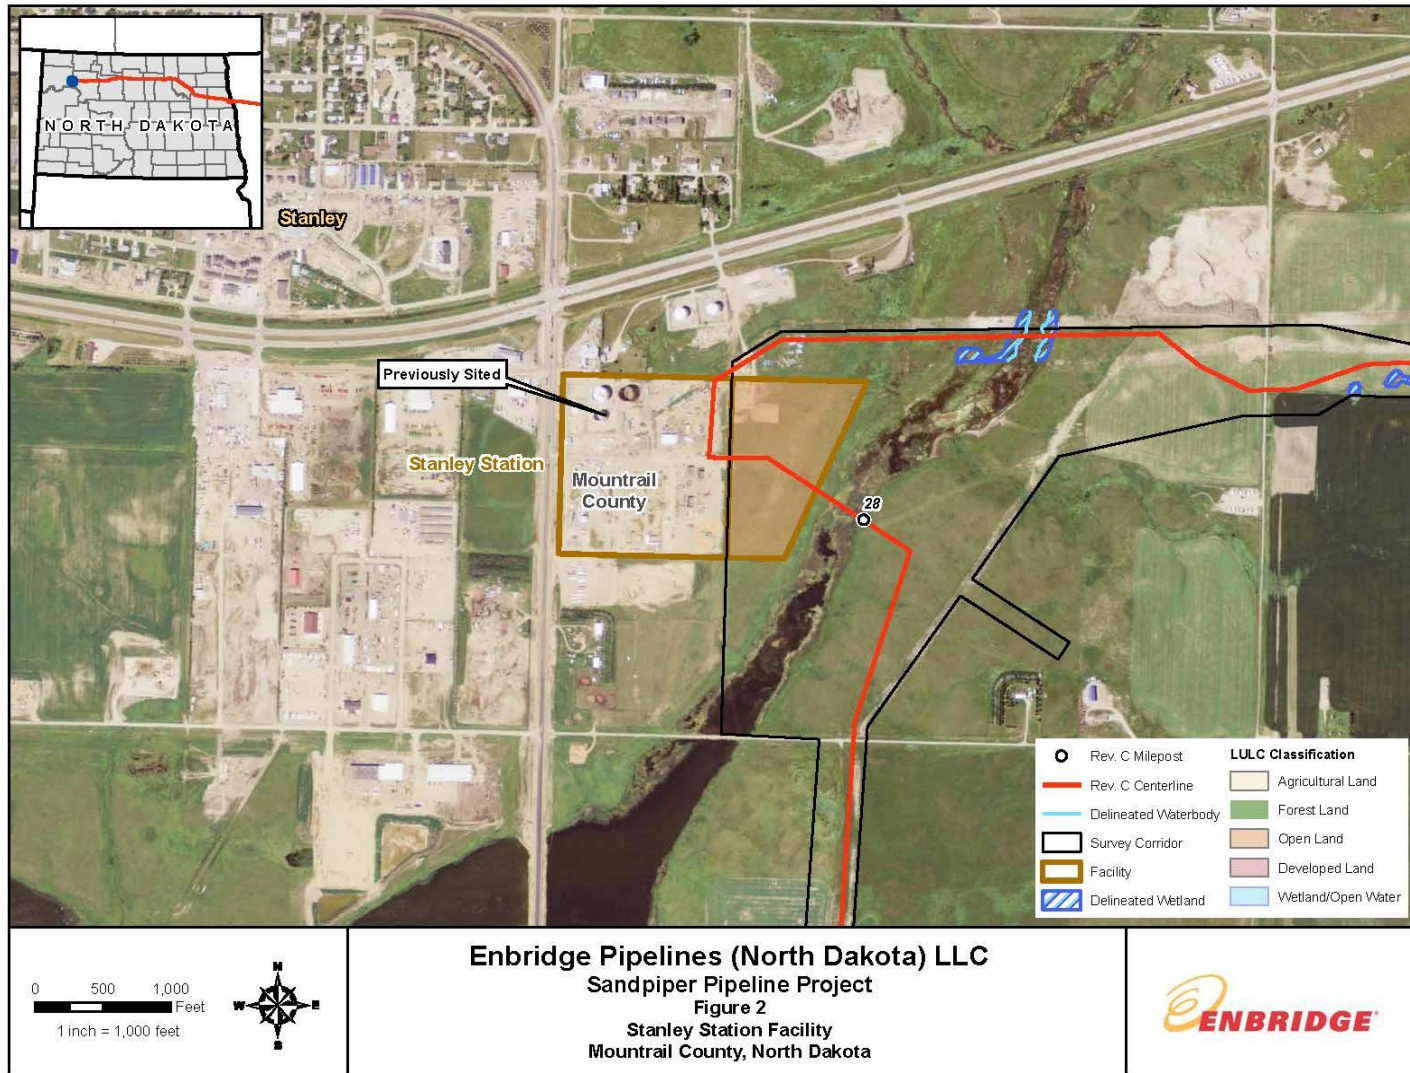 NORTH DAKOTA
Stanley
Previously Sited
Stanley Station
Mountrail
County
28
Rev. C Milepost
Rev. C Centerline
Delineated Waterbody
Survey Corridor
Facility
Delineated Wetland
LULC Classification
Agricultural Land
Forest Land
Open Land
Developed Land
Wetland/Open Water
0 500 1,000
Feet
1 inch = 1,000 feet
N
W E
S
Enbridge Pipelines (North Dakota) LLC
Sandpiper Pipeline Project
Figure 2
Stanley Station Facility
Mountrail County, North Dakota
ENBRIDGE